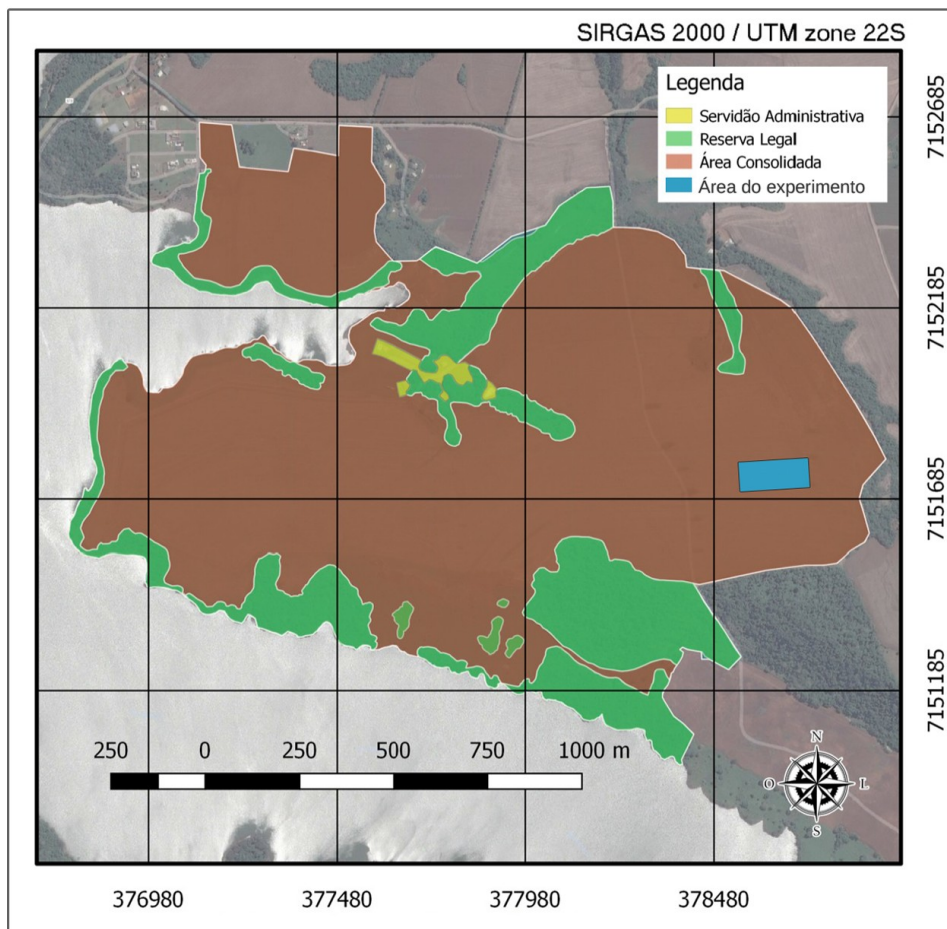 SIRGAS 2000 / UTM zone 22S
Legenda
Servidão Administrativa
Reserva Legal
Área Consolidada
Área do experimento
7152685
7152185
7151685
7151185
250 0 250 500 750 1000 m
N
O L
S
376980 377480 377980 378480